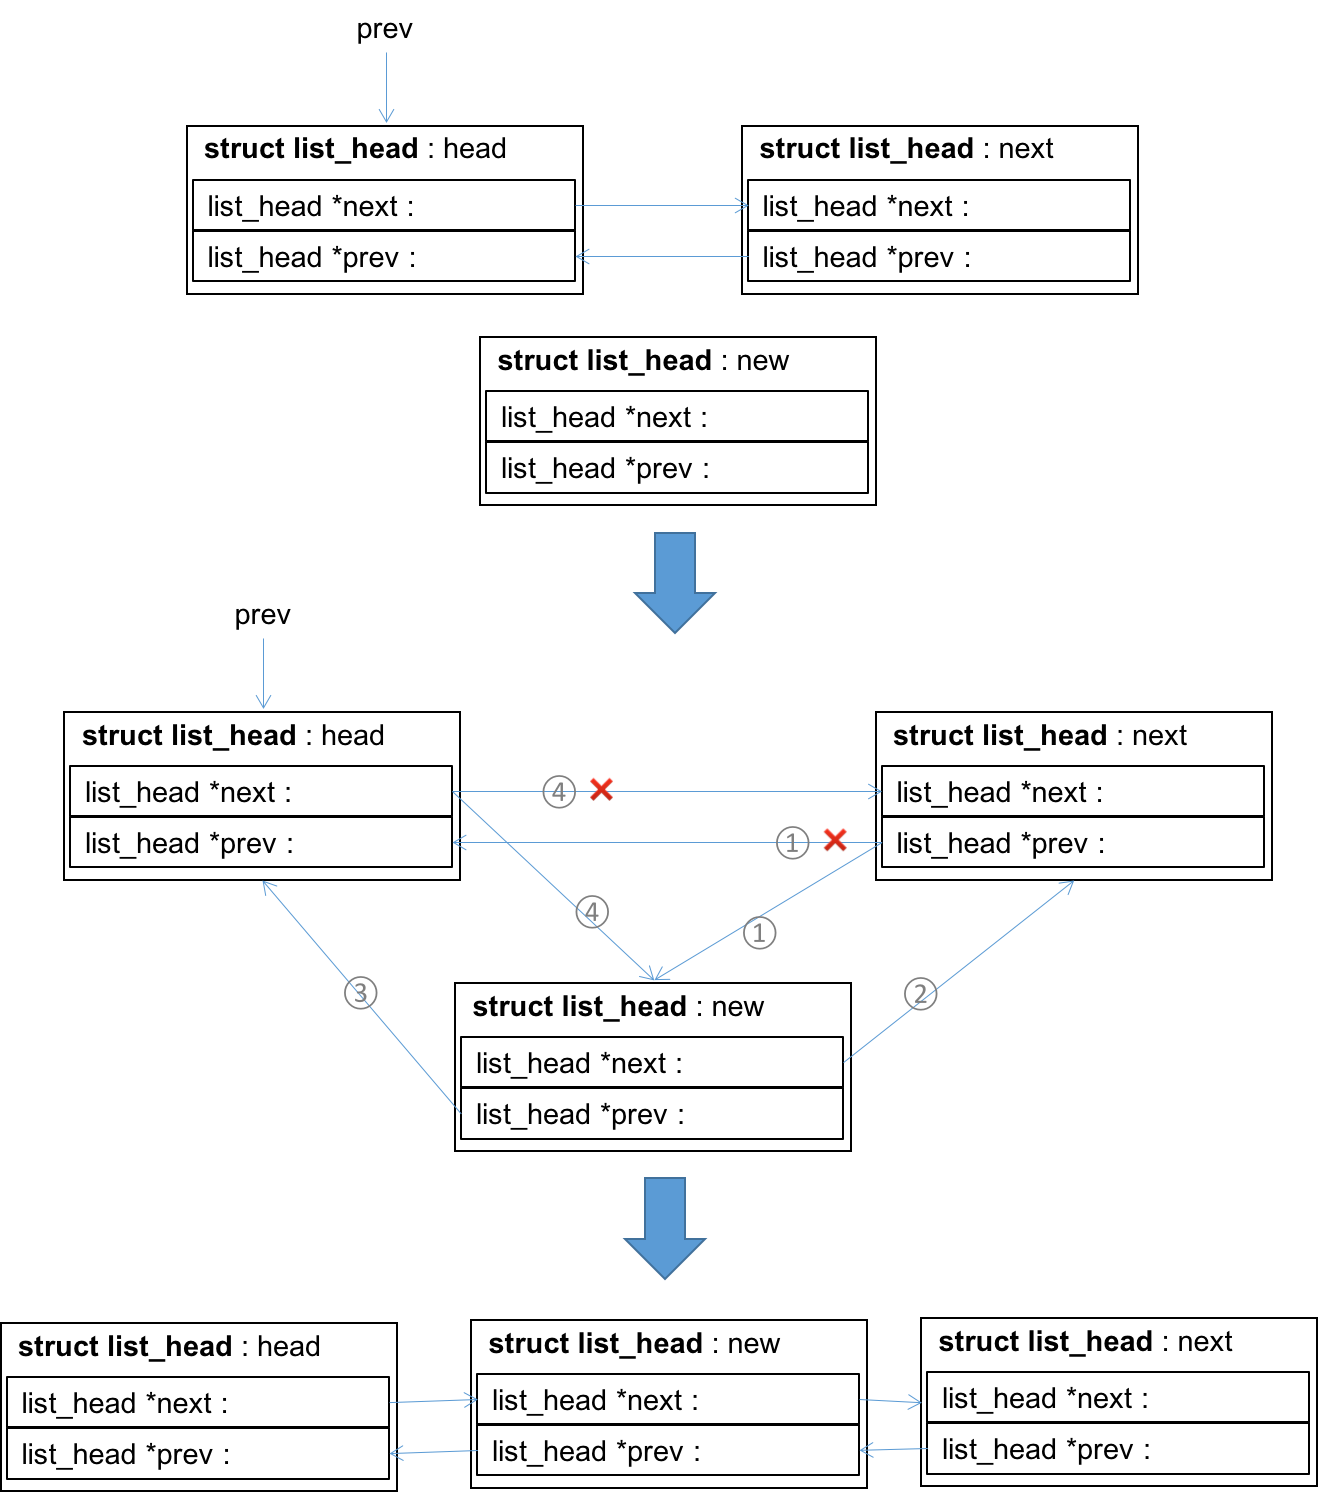 prev
struct list_head : head
list_head *next :
list_head *prev :
struct list_head : next
list_head *next :
list_head *prev :
struct list_head : new
list_head *next :
list_head *prev :
prev
struct list_head : head
list_head *next :
list_head *prev :
④
①
struct list_head : next
list_head *next :
list_head *prev :
④
①
③
②
struct list_head : new
list_head *next :
list_head *prev :
struct list_head : head
list_head *next :
list_head *prev :
struct list_head : new
list_head *next :
list_head *prev :
struct list_head : next
list_head *next :
list_head *prev :